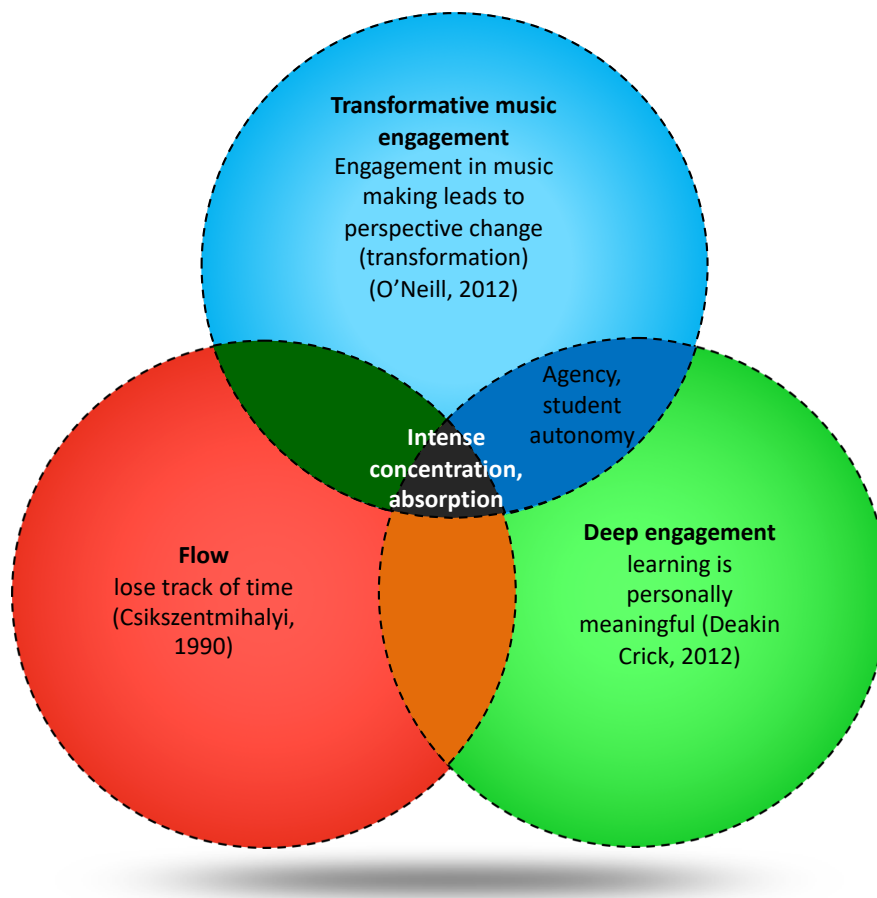 Transformative music
engagement
Engagement in music
making leads to
perspective change
(transformation)
(O’Neill, 2012)
Agency,
student
autonomy
Intense
concentration,
absorption
Flow
lose track of time
(Csikszentmihalyi,
1990)
Deep engagement
learning is
personally
meaningful (Deakin
Crick, 2012)